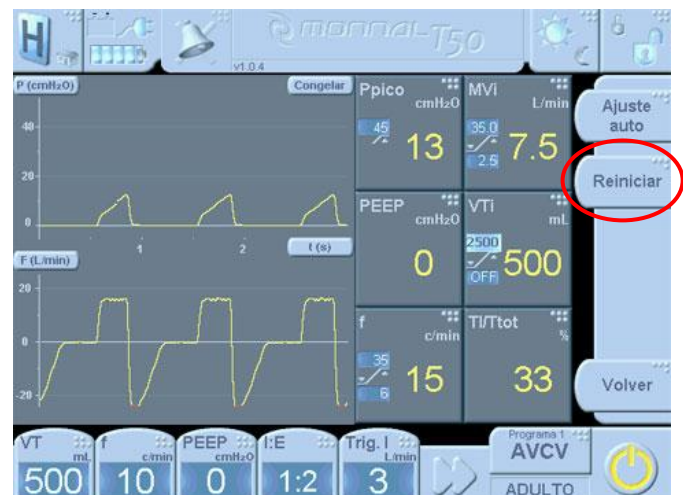 H
monnal-T50
v1.0.4
P (cmH2O)
Congelar
40
20
0
1
2
t (s)
F (L/min)
20
0
-20
Ppico
cmH2O
45
13
MVi
L/min
35.0
2.5
7.5
PEEP
cmH2O
0
VTi
mL
2500
OFF
500
f
c/min
35
6
15
TI/Ttot
%
33
Ajuste
auto
Reiniciar
Volver
VT
mL
500
f
c/min
10
PEEP
cmH2O
0
I:E
1:2
Trig. I
L/min
3
Programa 1
AVCV
ADULTO